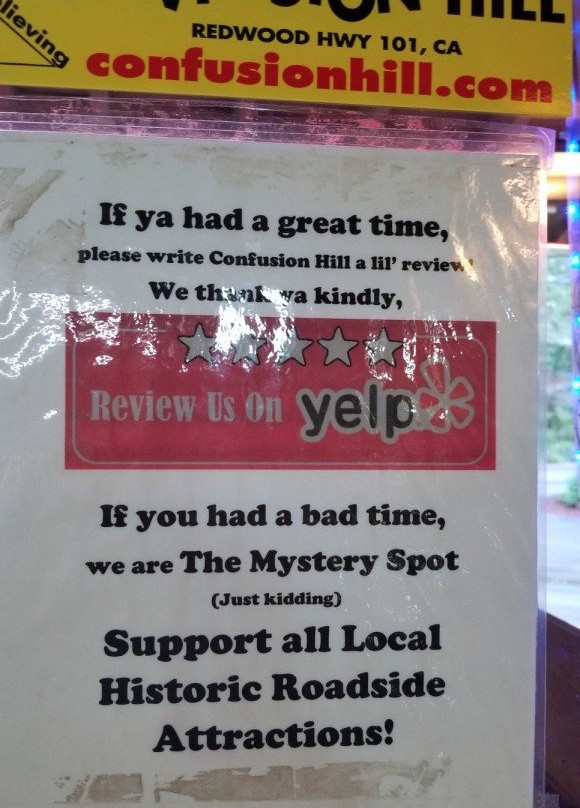 lieving
HILL
REDWOOD HWY 101, CA
confusionhill.com
If ya had a great time,
please write Confusion Hill a lil' review!
We thank ya kindly,
Review Us On yelp
If you had a bad time,
we are The Mystery Spot
(Just kidding)
Support all Local
Historic Roadside
Attractions!